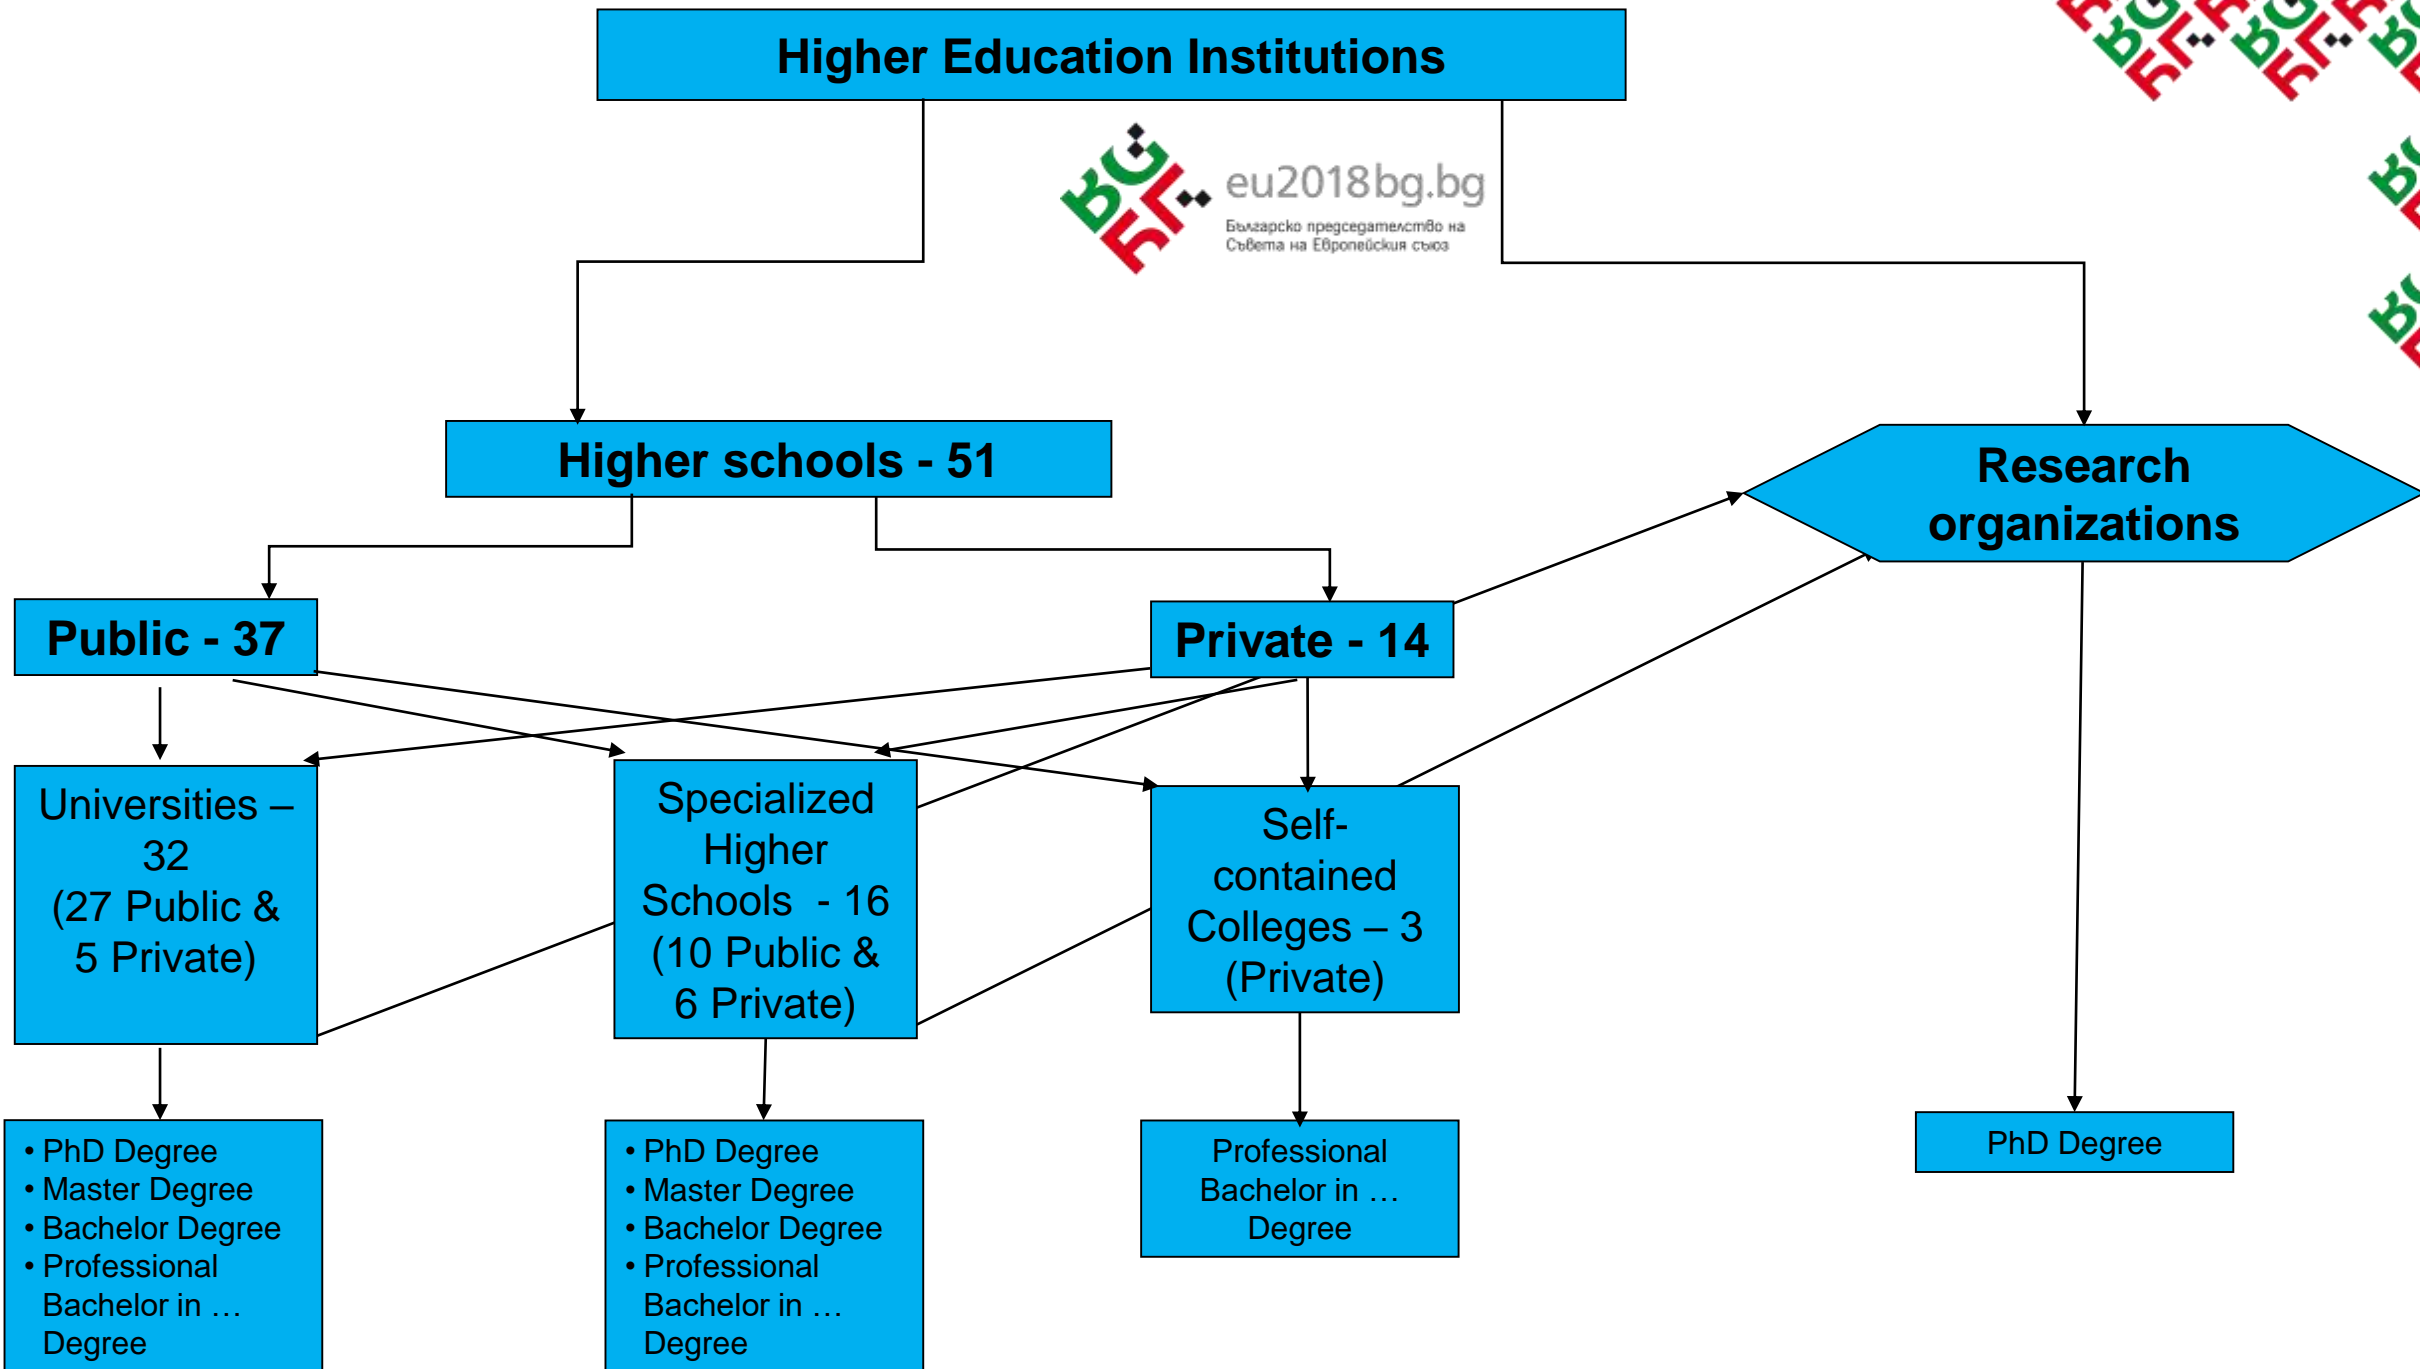 Higher Education Institutions
eu2018bg.bg
Българско председателство на
Съвета на Европейския съюз
Higher schools - 51
Research
organizations
Public - 37
Private - 14
Universities –
32
(27 Public &
5 Private)
Specialized
Higher
Schools  - 16
(10 Public &
6 Private)
Self-
contained
Colleges – 3
(Private)
• PhD Degree
• Master Degree
• Bachelor Degree
• Professional
Bachelor in …
Degree
• PhD Degree
• Master Degree
• Bachelor Degree
• Professional
Bachelor in …
Degree
Professional
Bachelor in …
Degree
PhD Degree